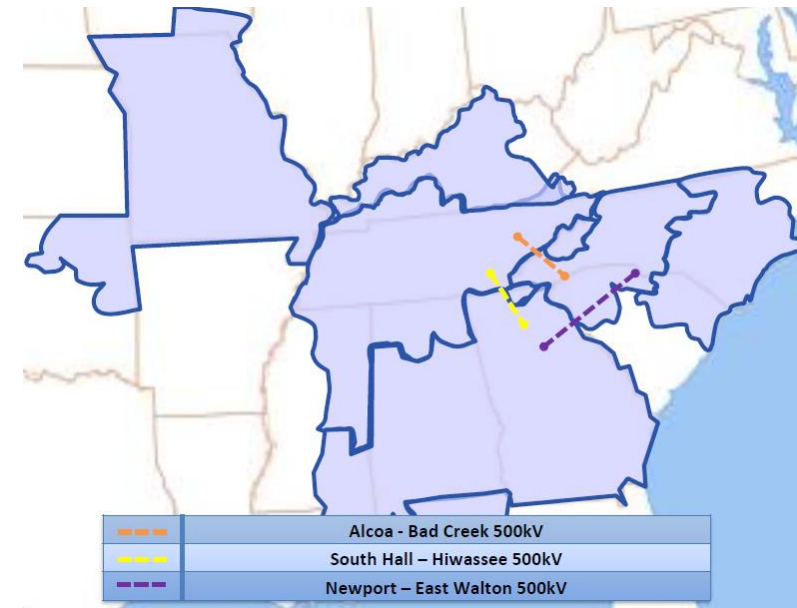 Alcoa - Bad Creek 500kV
South Hall – Hiwassee 500kV
Newport – East Walton 500kV